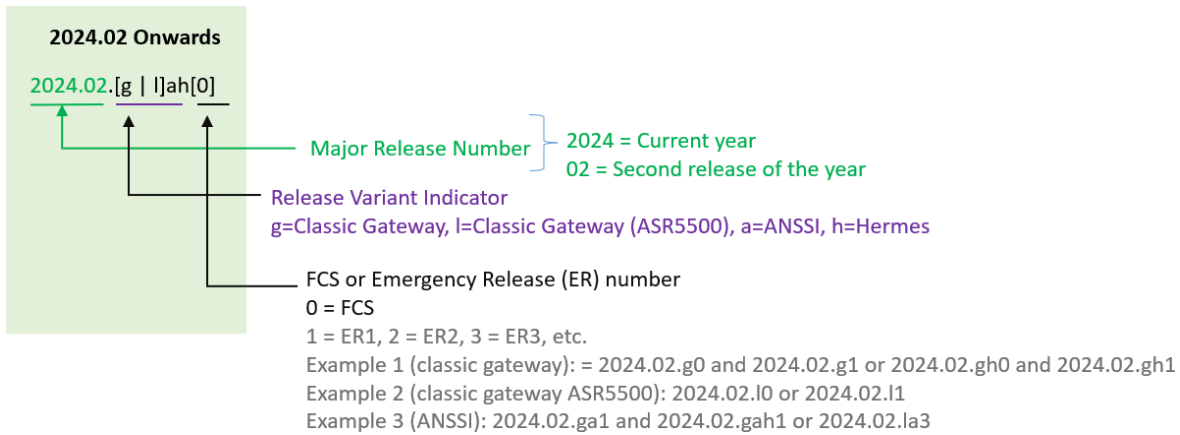 2024.02 Onwards
2024.02.[g | l]ah[0]
Major Release Number
2024 = Current year
02 = Second release of the year
Release Variant Indicator
g=Classic Gateway, l=Classic Gateway (ASR5500), a=ANSSI, h=Hermes
FCS or Emergency Release (ER) number
0 = FCS
1 = ER1, 2 = ER2, 3 = ER3, etc.
Example 1 (classic gateway): = 2024.02.g0 and 2024.02.g1 or 2024.02.gh0 and 2024.02.gh1
Example 2 (classic gateway ASR5500): 2024.02.l0 or 2024.02.l1
Example 3 (ANSSI): 2024.02.ga1 and 2024.02.gah1 or 2024.02.la3